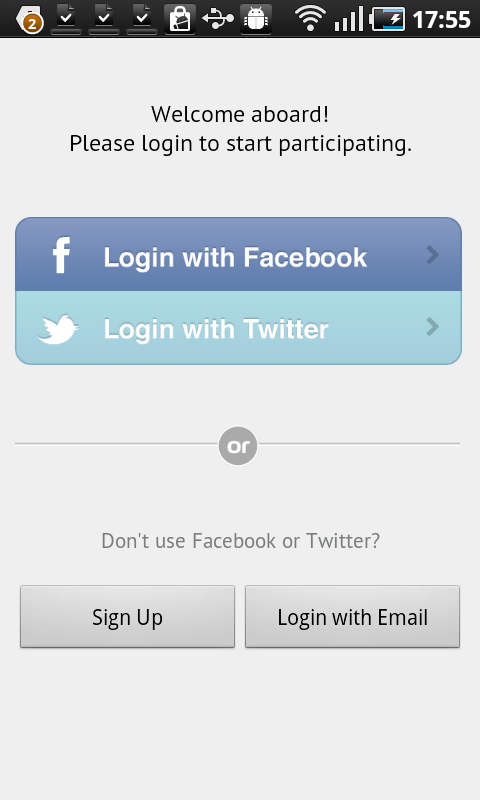 2
17:55
Welcome aboard!
Please login to start participating.
f
Login with Facebook
Login with Twitter
or
Don't use Facebook or Twitter?
Sign Up
Login with Email